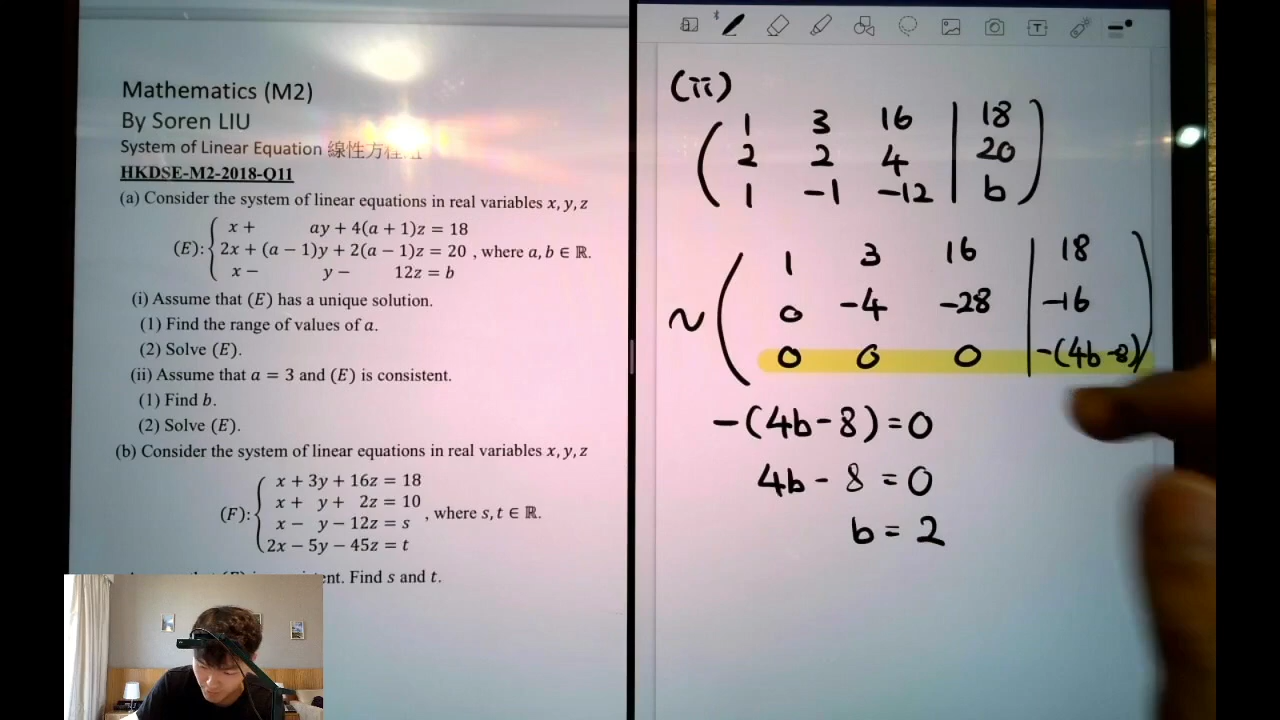 Mathematics (M2)
By Soren LIU
System of Linear Equation 線性方程
HKDSE-M2-2018-Q11
(a) Consider the system of linear equations in real variables x, y, z
x + ay + 4(a + 1)z = 18
(E): { 2x + (a − 1)y + 2(a − 1)z = 20 , where a, b ∈ ℝ.
x − y − 12z = b
(i) Assume that (E) has a unique solution.
(1) Find the range of values of a.
(2) Solve (E).
(ii) Assume that a = 3 and (E) is consistent.
(1) Find b.
(2) Solve (E).
(b) Consider the system of linear equations in real variables x, y, z
x + 3y + 16z = 18
x + y + 2z = 10
(F): { x − y − 12z = s , where s, t ∈ ℝ.
2x − 5y − 45z = t
Find s and t.
(ii)
1 3 16 | 18
2 2 4 | 20
1 -1 -12 | b
1 3 16 | 18
~ 0 -4 -28 | -16
0 0 0 | -(4b-8)
-(4b-8)=0
4b-8=0
b=2